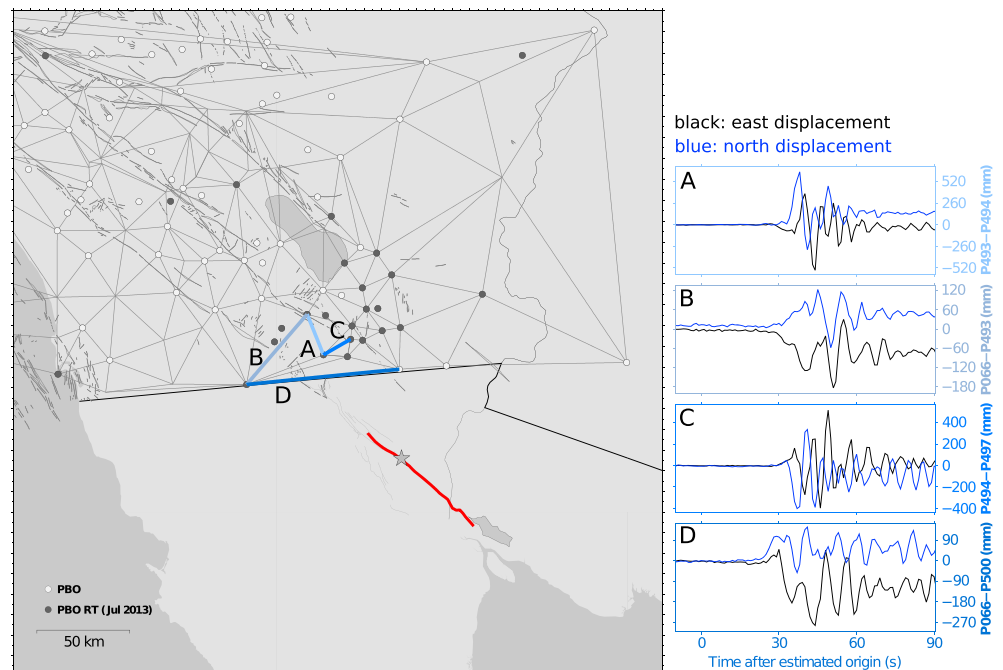 black: east displacement
blue: north displacement
A
520
260
0
−260
−520
P493−P494 (mm)
B
120
60
0
−60
−120
−180
P066−P493 (mm)
C
400
200
0
−200
−400
P494−P497 (mm)
D
90
0
−90
−180
−270
P066−P500 (mm)
0
30
60
90
Time after estimated origin (s)
C
A
B
D
PBO
PBO RT (Jul 2013)
50 km